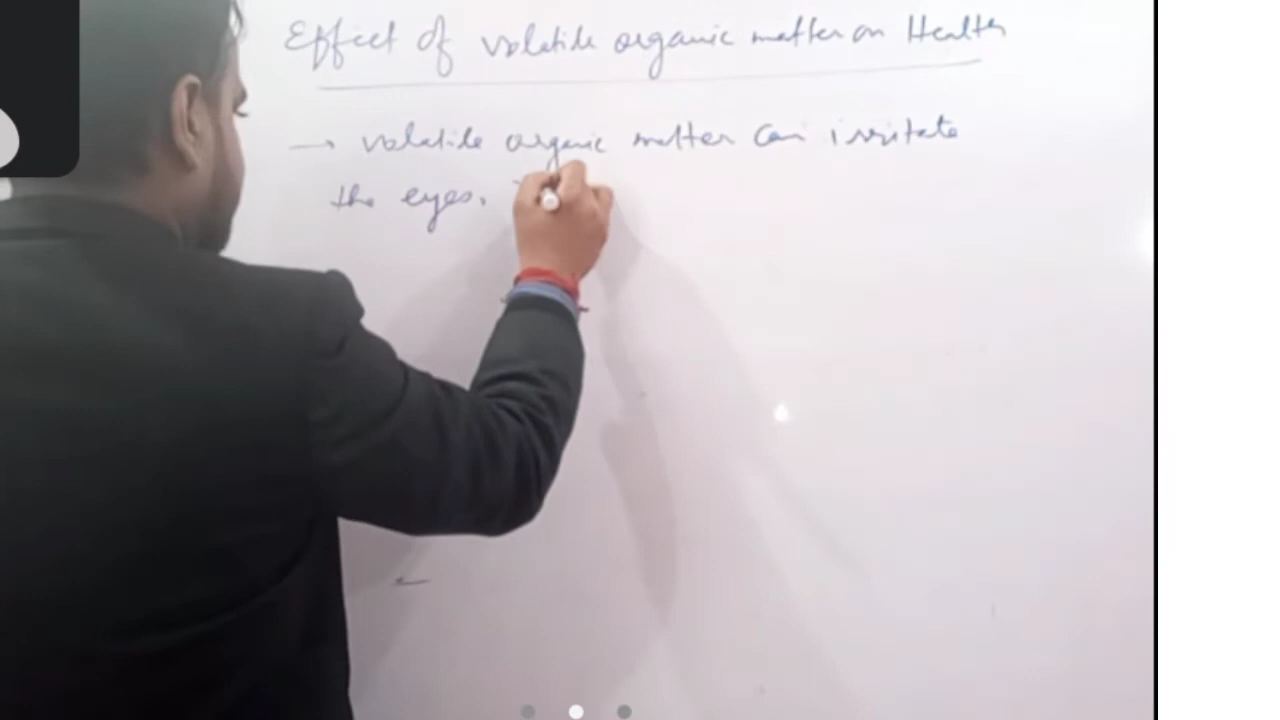 Effect of volatile organic matter on Health
→ volatile organic matter can irritate
the eyes.